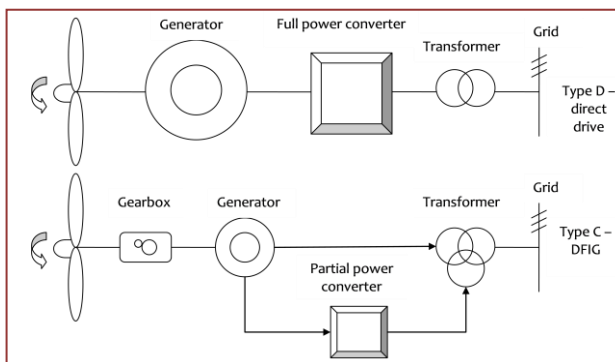 Generator
Full power converter
Transformer
Grid
Type D –
direct
drive
Gearbox
Generator
Transformer
Grid
Type C –
DFIG
Partial power
converter